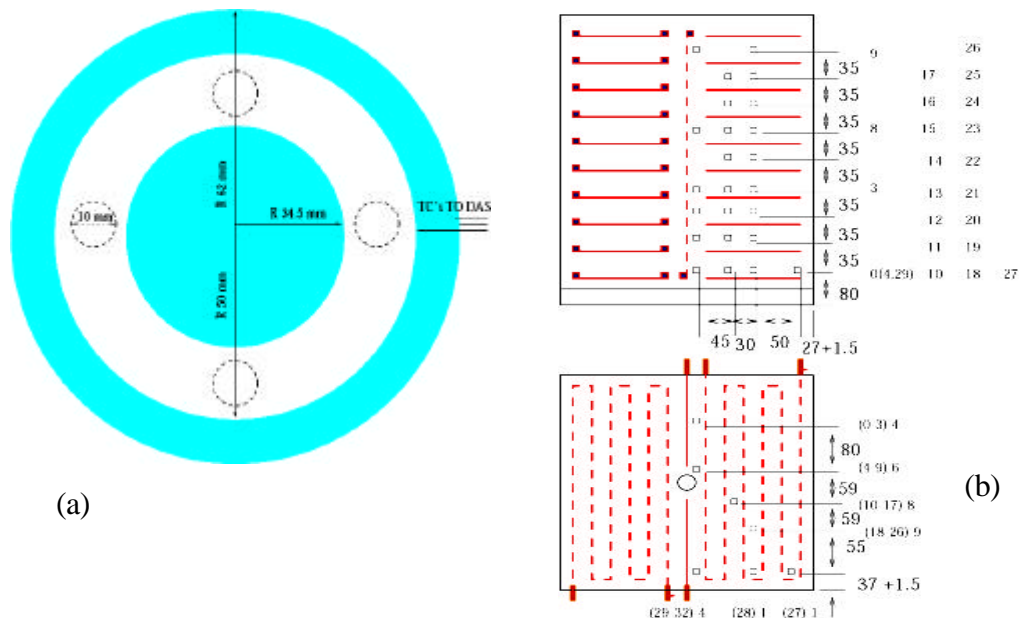 R 62 mm
R 34.5 mm
TC's TO DAS
10 mm
R 50 mm
(a)
9 26
35 17 25
35 16 24
35 8 15 23
35 14 22
35 3 13 21
35 12 20
35 11 19
35 0(4,29) 10 18 27
80
45 30 50 27+1.5
(0 3) 4
80
(4 9) 6
59
(10 17) 8
59
(18 26) 9
55
37 +1.5
(29 32) 4 (28) 1 (27) 1
(b)